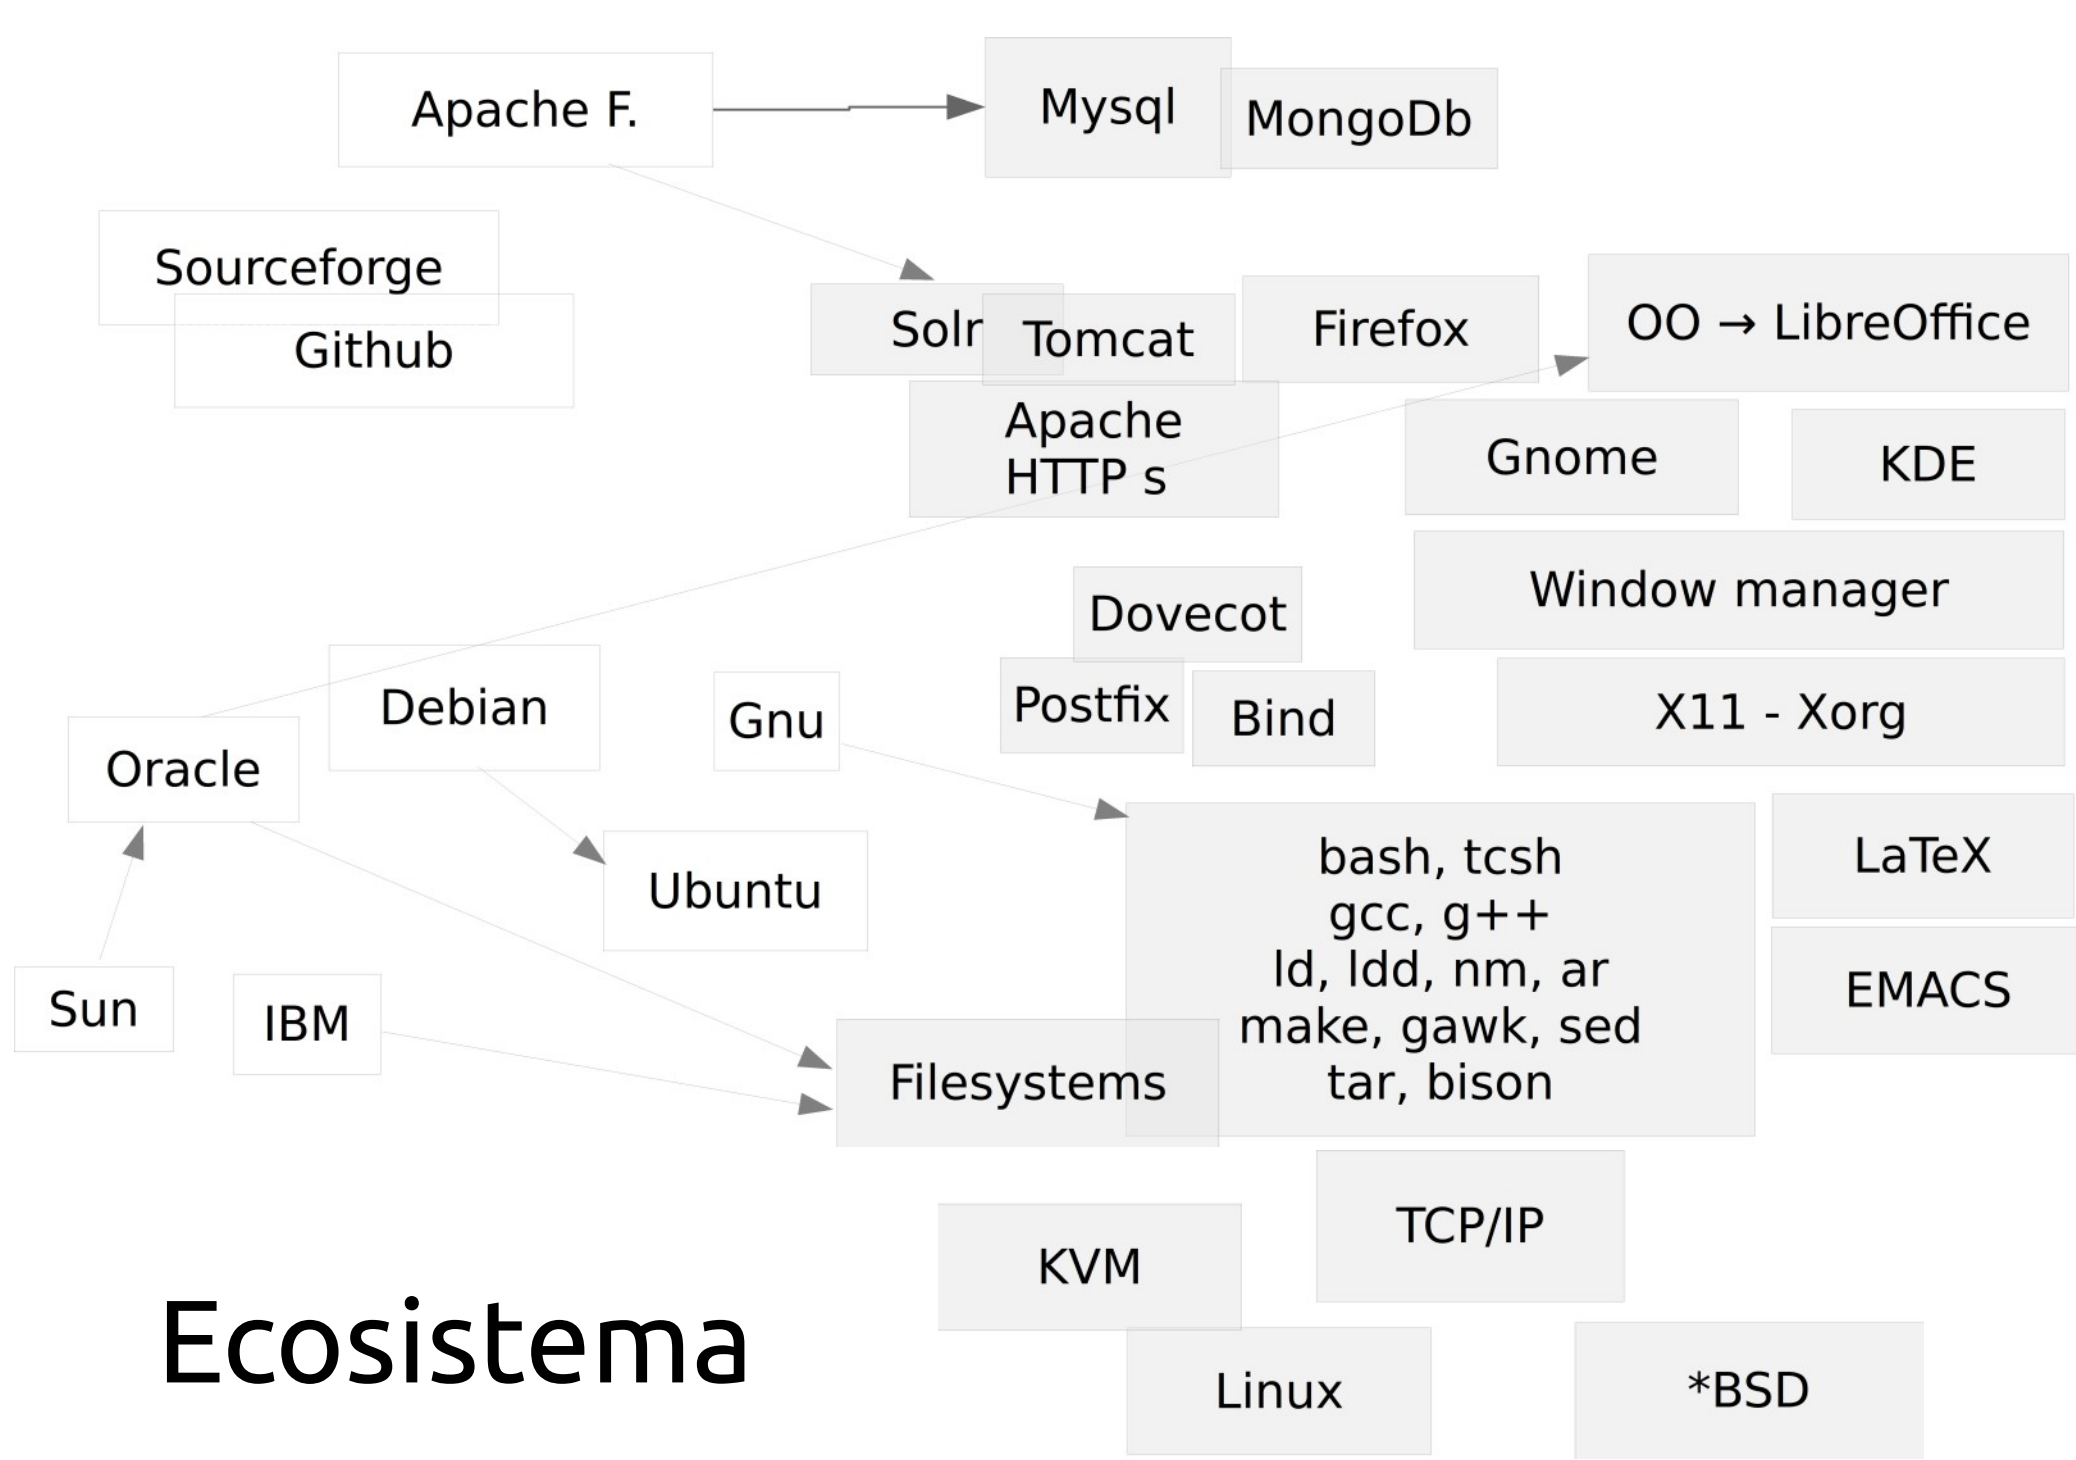 Apache F.
Mysql
MongoDb
Sourceforge
Github
Solr
Tomcat
Firefox
OO → LibreOffice
Apache
HTTP s
Gnome
KDE
Window manager
Dovecot
Postfix
Bind
X11 - Xorg
Debian
Gnu
Oracle
Ubuntu
bash, tcsh
gcc, g++
ld, ldd, nm, ar
make, gawk, sed
tar, bison
LaTeX
EMACS
Sun
IBM
Filesystems
TCP/IP
KVM
Ecosistema
Linux
*BSD